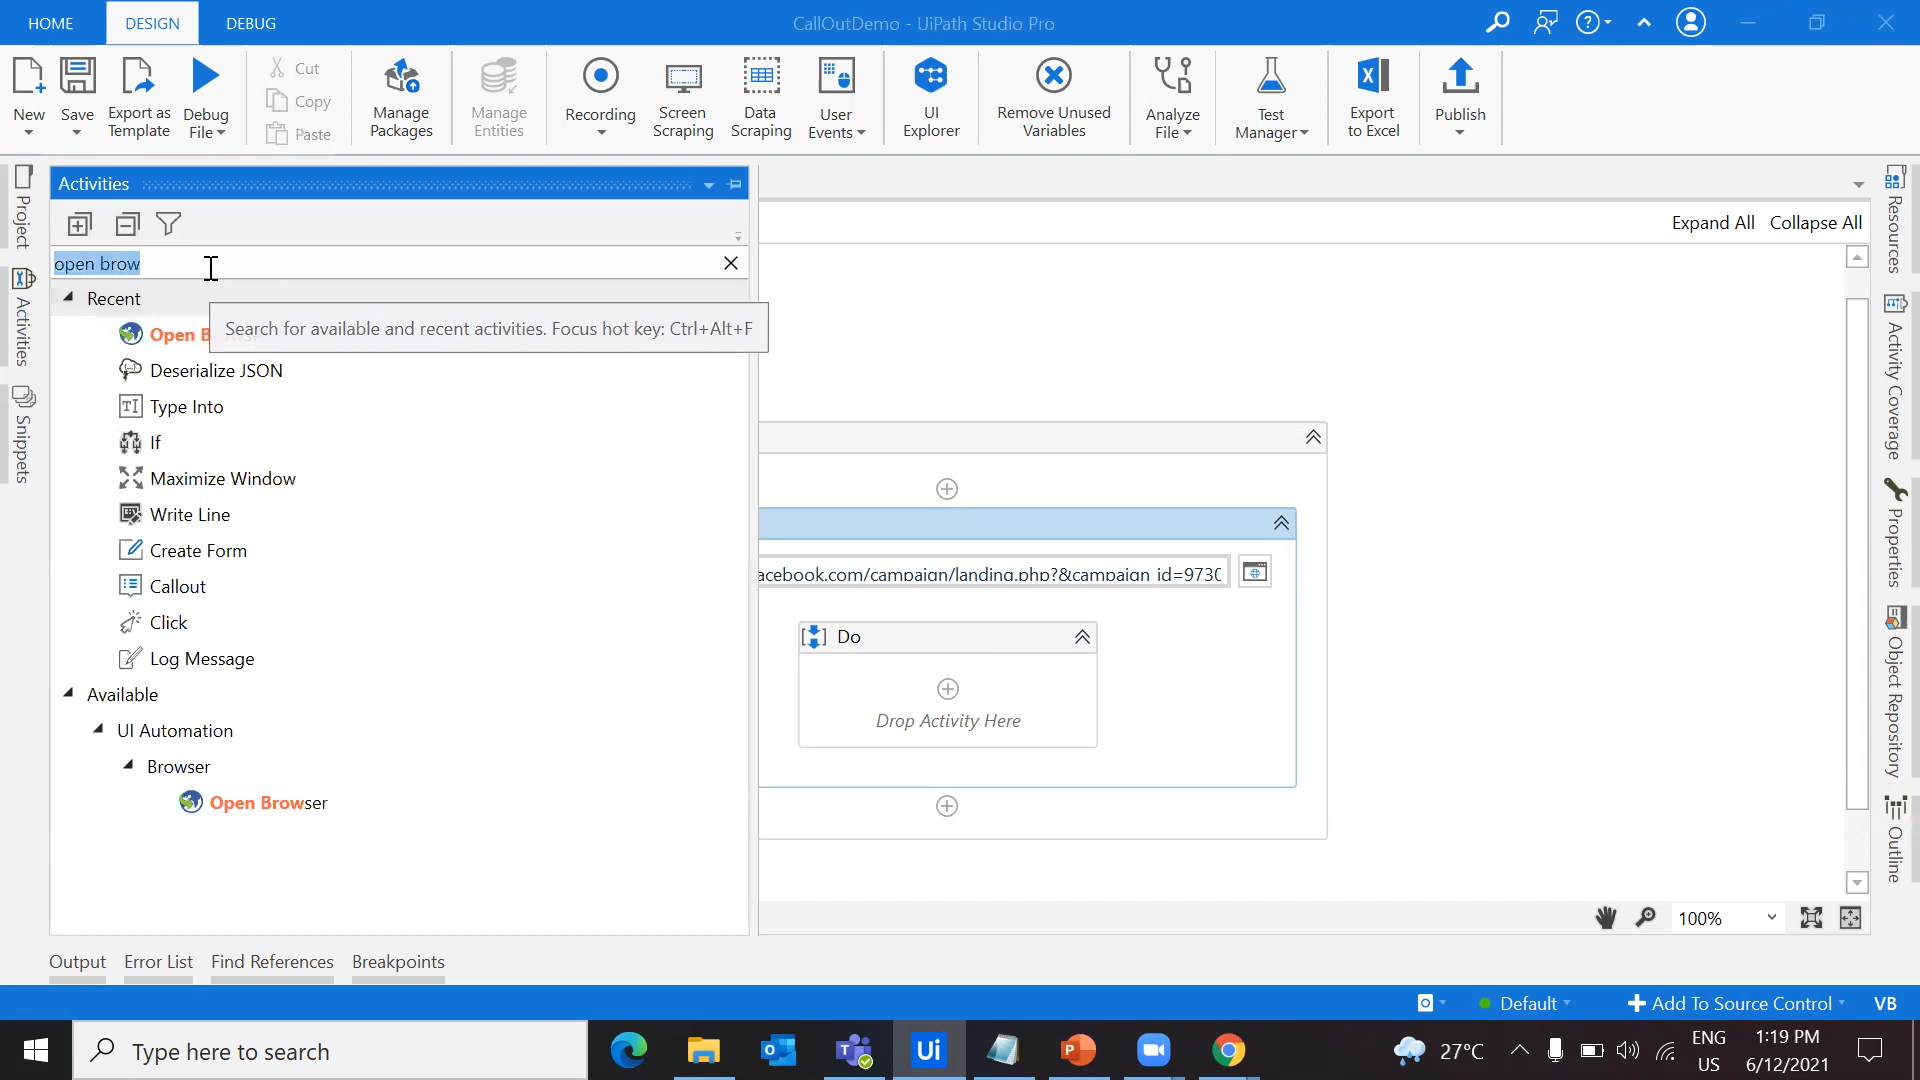 HOME
DESIGN
DEBUG
CallOutDemo - UiPath Studio Pro
New
Save
Export as
Template
Debug
File
Cut
Copy
Paste
Manage
Packages
Manage
Entities
Recording
Screen
Scraping
Data
Scraping
User
Events
UI
Explorer
Remove Unused
Variables
Analyze
File
Test
Manager
Export
to Excel
Publish
Project
Activities
Snippets
Activities
open brow
Recent
Open B
Search for available and recent activities. Focus hot key: Ctrl+Alt+F
Deserialize JSON
Type Into
If
Maximize Window
Write Line
Create Form
Callout
Click
Log Message
Available
UI Automation
Browser
Open Browser
Expand All
Collapse All
acebook.com/campaign/landing.php?&campaign_id=973
Do
Drop Activity Here
100%
Resources
Activity Coverage
Properties
Object Repository
Outline
Output
Error List
Find References
Breakpoints
Default
Add To Source Control
VB
Type here to search
Ui
27°C
ENG
US
1:19 PM
6/12/2021